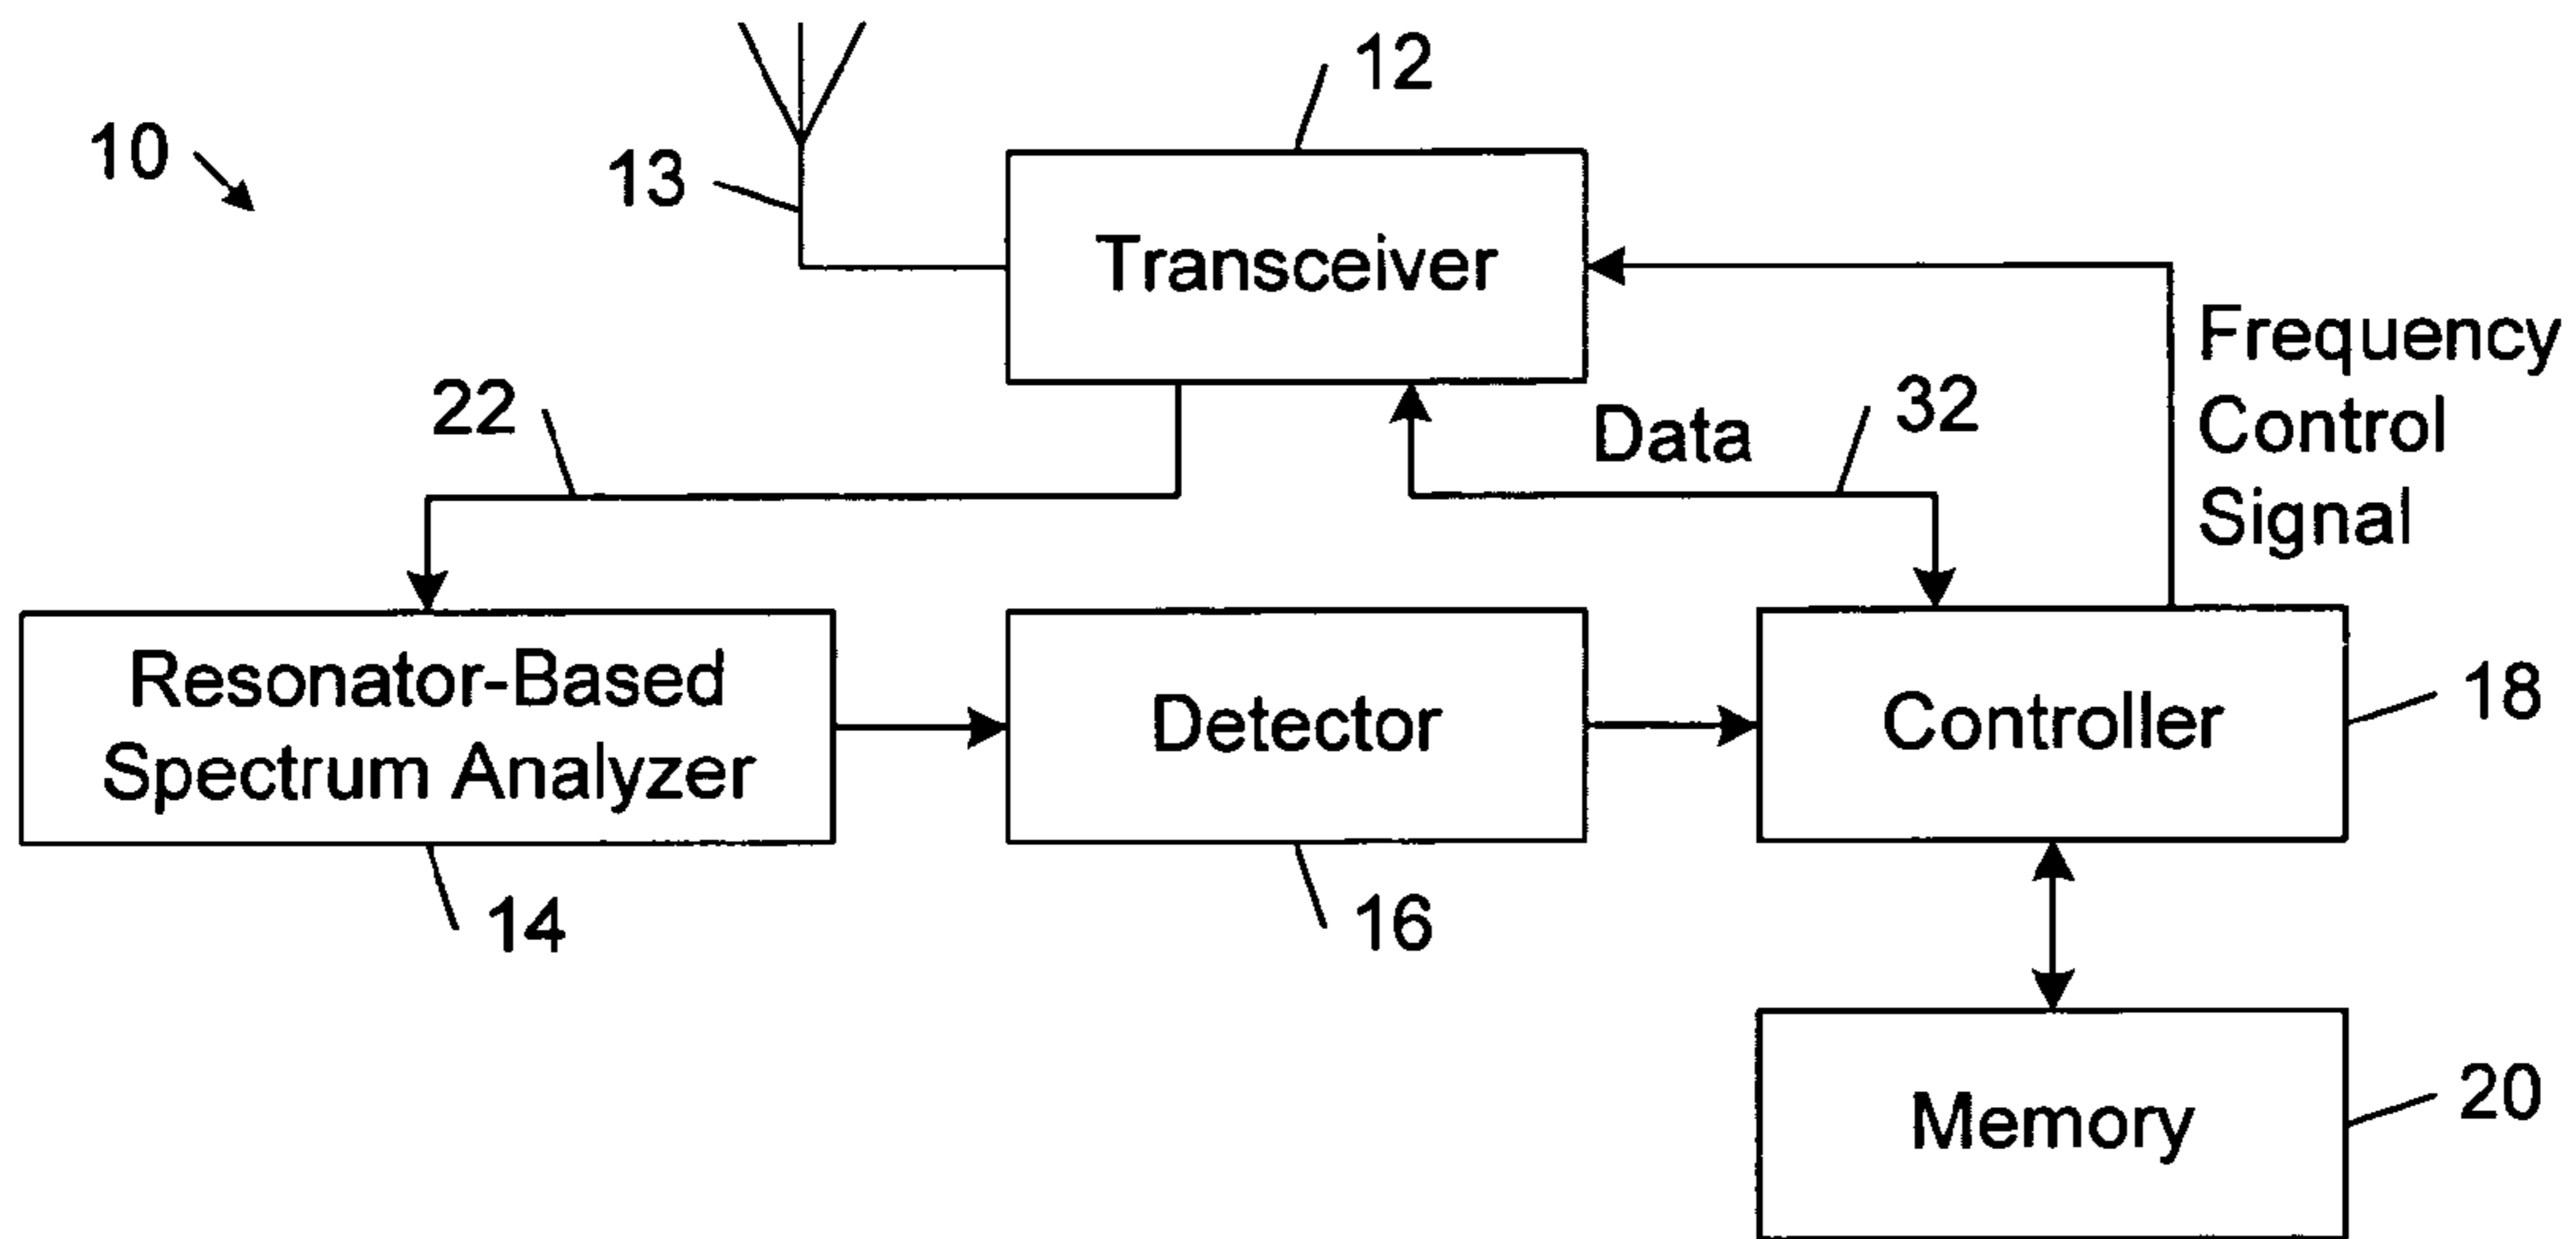 12
10
13
Transceiver
Frequency
Control
Signal
22
Data
32
Resonator-Based
Spectrum Analyzer
Detector
Controller
18
14
16
Memory
20